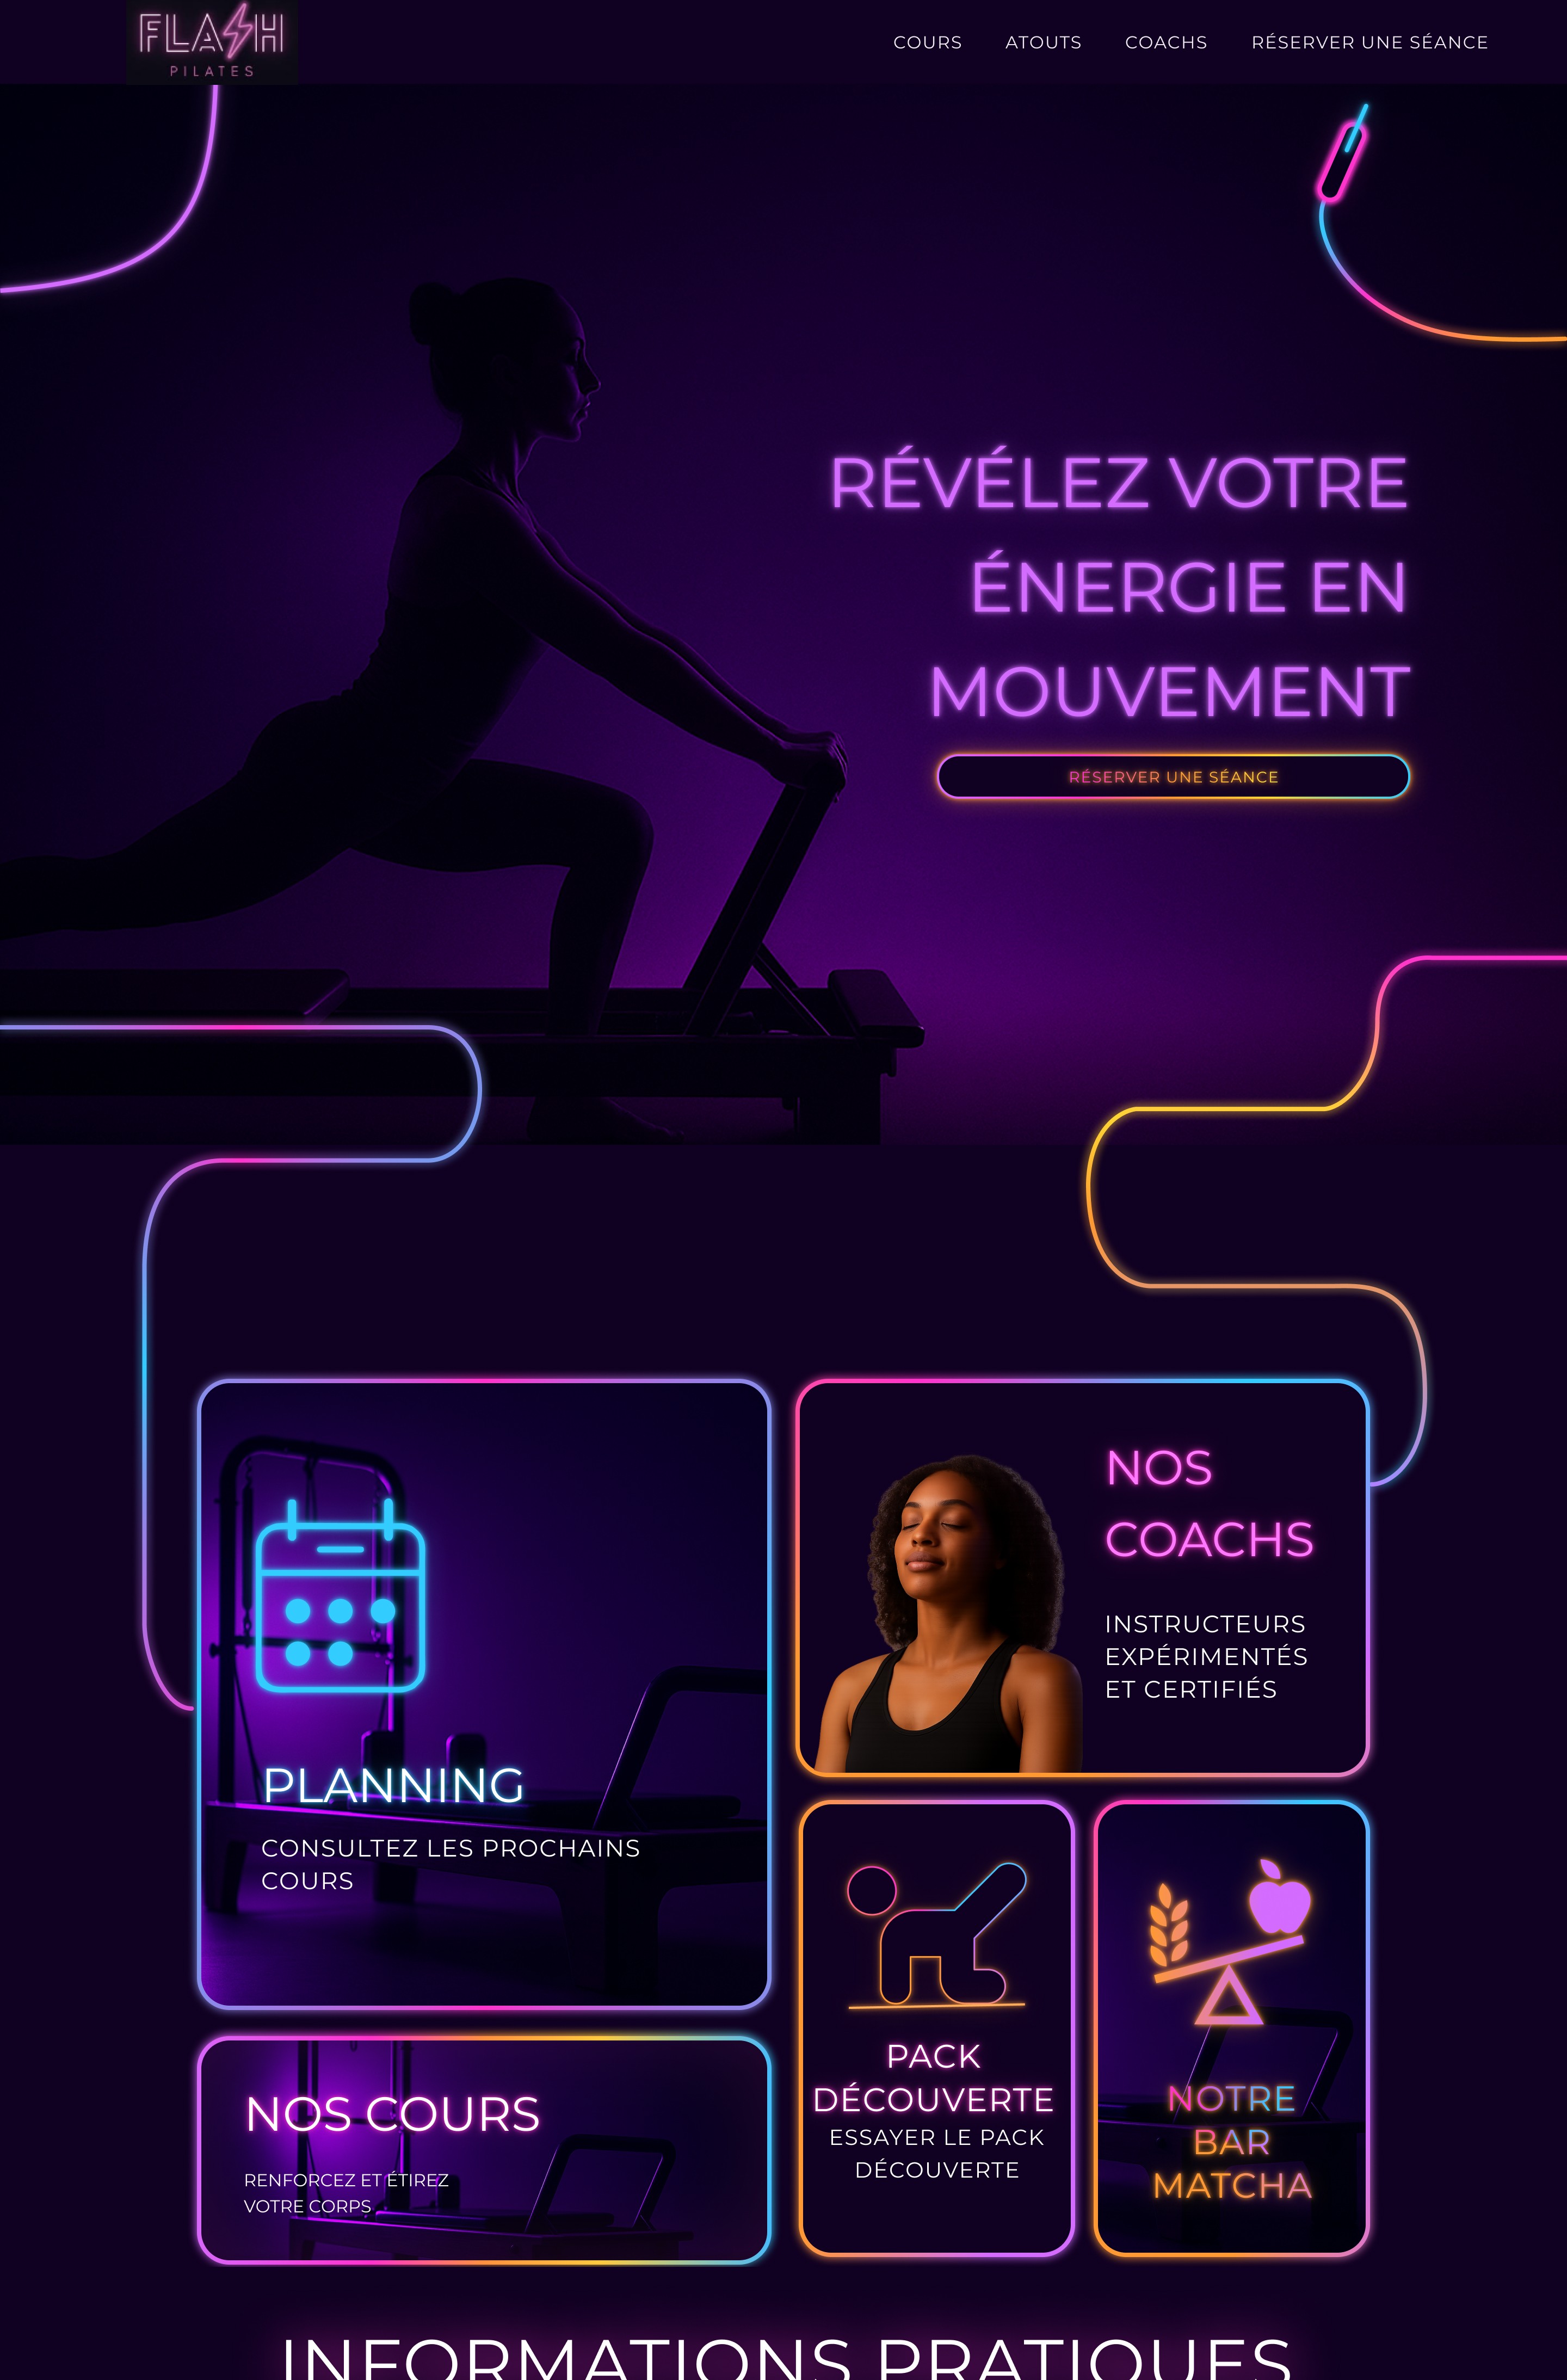 FLASH
PILATES
COURS
ATOUTS
COACHS
RÉSERVER UNE SÉANCE
RÉVÉLEZ VOTRE
ÉNERGIE EN
MOUVEMENT
RÉSERVER UNE SÉANCE
PLANNING
CONSULTEZ LES PROCHAINS
COURS
NOS
COACHS
INSTRUCTEURS
EXPÉRIMENTÉS
ET CERTIFIÉS
NOS COURS
RENFORCEZ ET ÉTIREZ
VOTRE CORPS
PACK
DÉCOUVERTE
ESSAYER LE PACK
DÉCOUVERTE
NOTRE
BAR
MATCHA
INFORMATIONS PRATIQUES